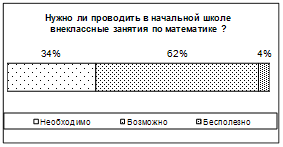 Нужно ли проводить в начальной школе
внеклассные занятия по математике ?
34% 62% 4%
Необходимо Возможно Бесполезно